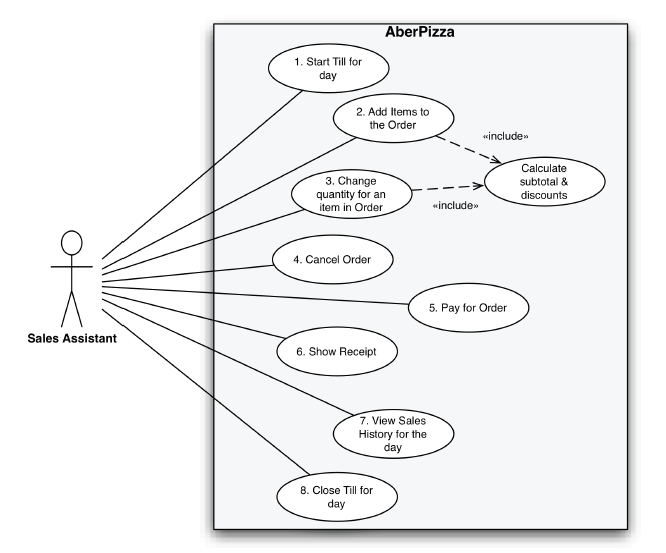 AberPizza
1. Start Till for
day
2. Add Items to
the Order
«include»
Calculate
subtotal &
discounts
3. Change
quantity for an
item in Order
«include»
4. Cancel Order
5. Pay for Order
Sales Assistant
6. Show Receipt
7. View Sales
History for the
day
8. Close Till for
day